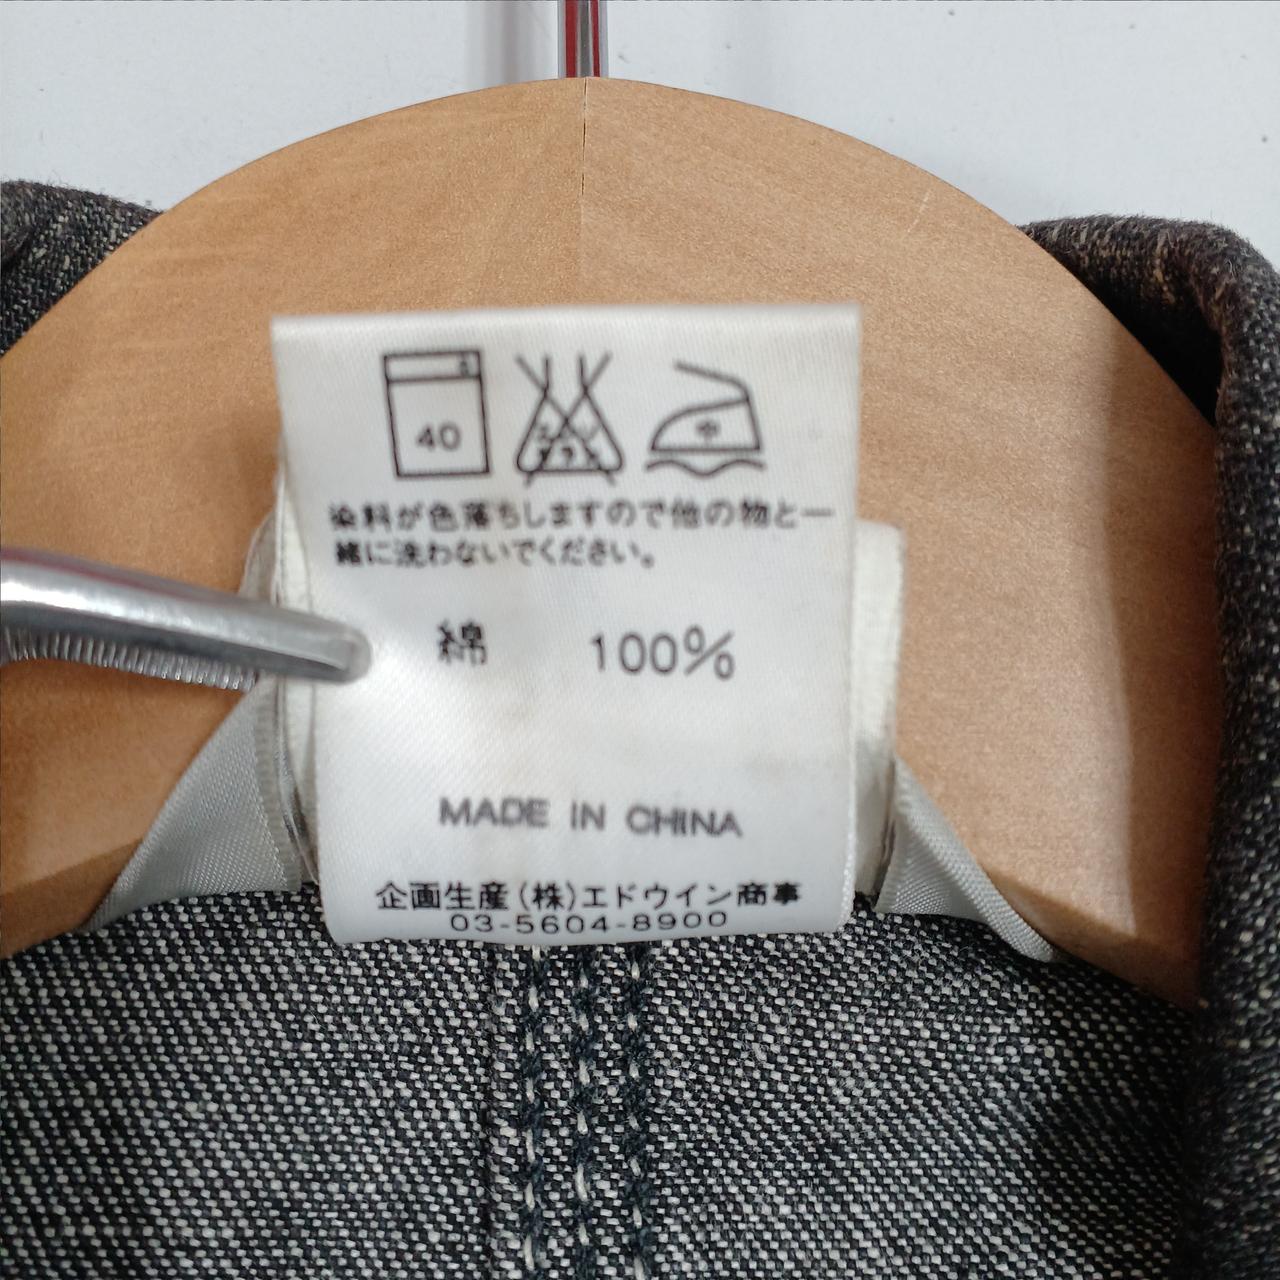 40
中
染料が色落ちしますので他の物と一
緒に洗わないでください。
綿 100%
MADE IN CHINA
企画生産(株)エドウイン商事
03-5604-8900